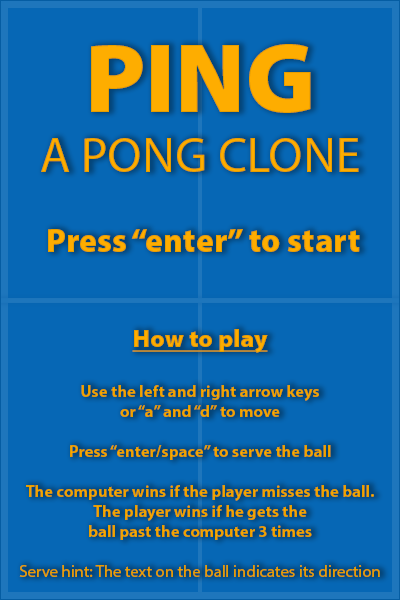 PING
A PONG CLONE
Press “enter” to start
How to play
Use the left and right arrow keys
or “a” and “d” to move
Press “enter/space” to serve the ball
The computer wins if the player misses the ball.
The player wins if he gets the
ball past the computer 3 times
Serve hint: The text on the ball indicates its direction